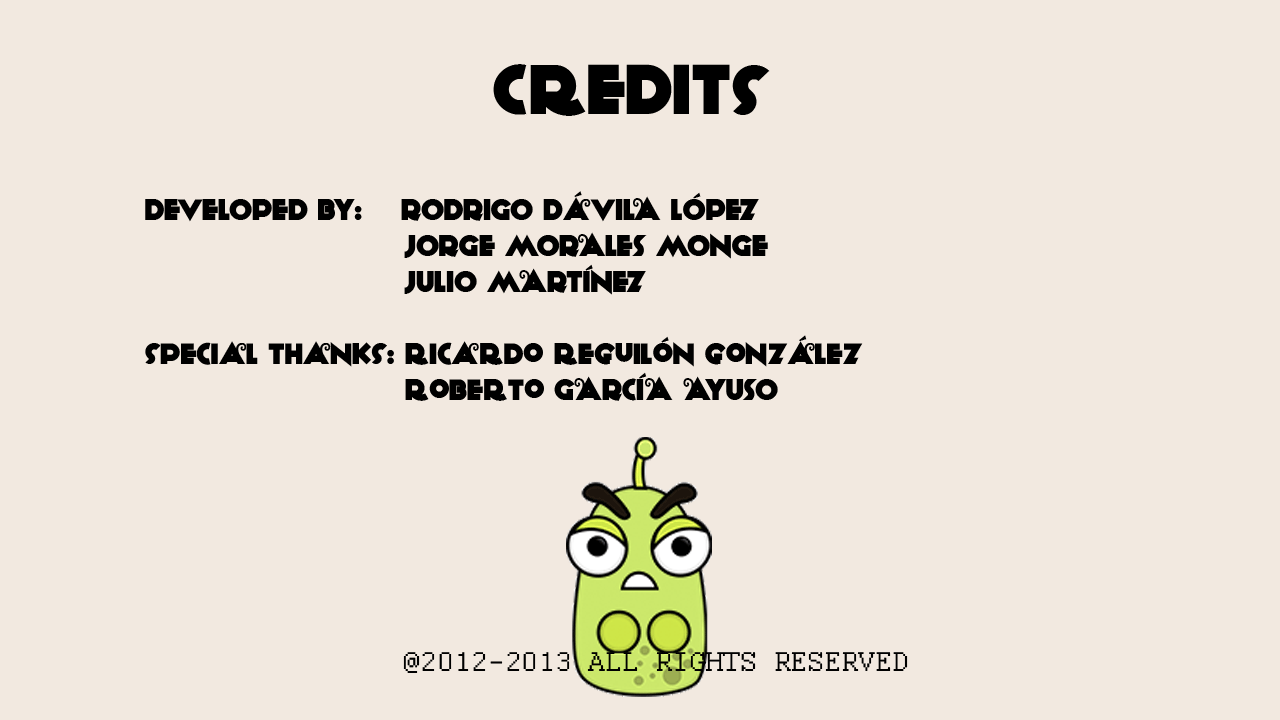 CREDITS
DEVELOPED BY: RODRIGO DÁVILA LÓPEZ
JORGE MORALES MONGE
JULIO MARTÍNEZ
SPECIAL THANKS: RICARDO REGUILÓN GONZÁLEZ
ROBERTO GARCÍA AYUSO
@2012-2013 ALL RIGHTS RESERVED